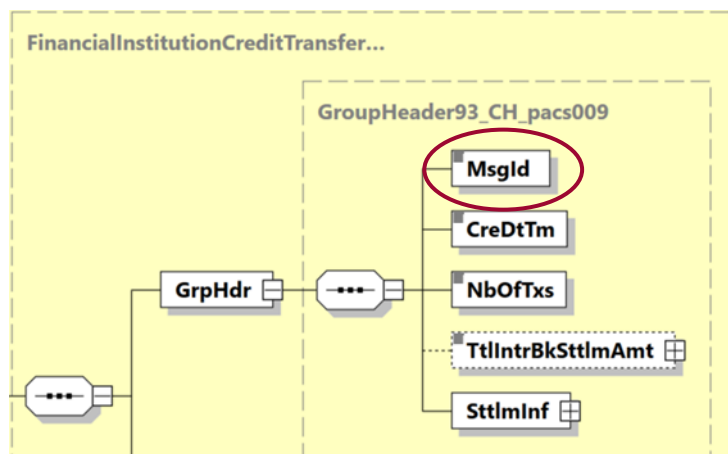 FinancialInstitutionCreditTransfer...
GroupHeader93_CH_pacs009
MsgId
CreDtTm
GrpHdr
NbOfTxs
TtlIntrBkSttlmAmt
SttlmInf